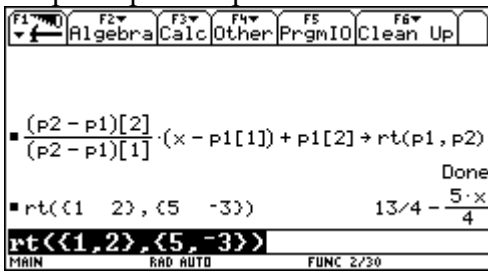 F1 F2 F3 F4 F5 F6
Algebra Calc Other PrgmIO Clean Up
(p2 - p1)[2]
▪ ———————— ·(x - p1[1]) + p1[2] → rt(p1, p2)
(p2 - p1)[1]
Done
▪ rt({1 2}, {5 -3}) 13/4 - 5·x/4
rt({1,2},{5,-3})
MAIN RAD AUTO FUNC 2/30